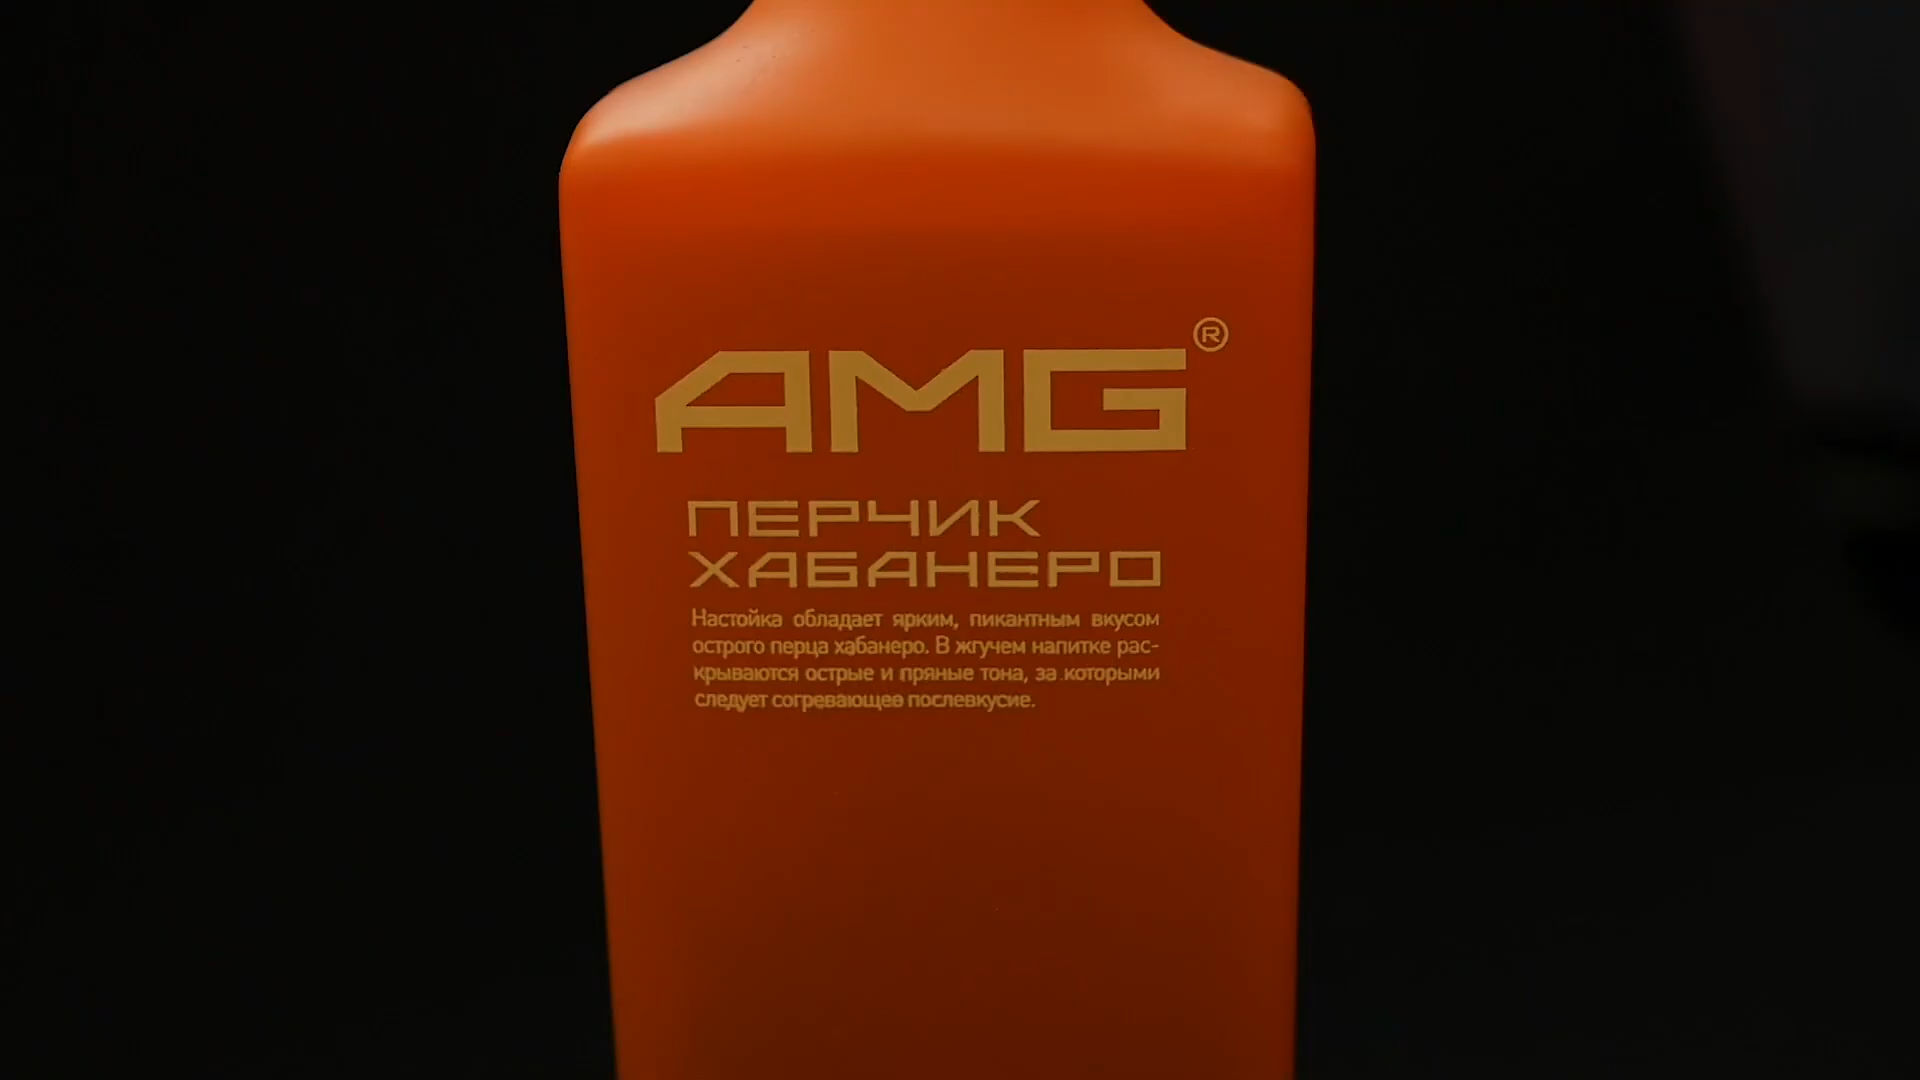 AMG®
ПЕРЧИК
ХАБАНЕРО
Настойка обладает ярким, пикантным вкусом
острого перца хабанеро. В жгучем напитке рас-
крываются острые и пряные тона, за которыми
следует согревающее послевкусие.